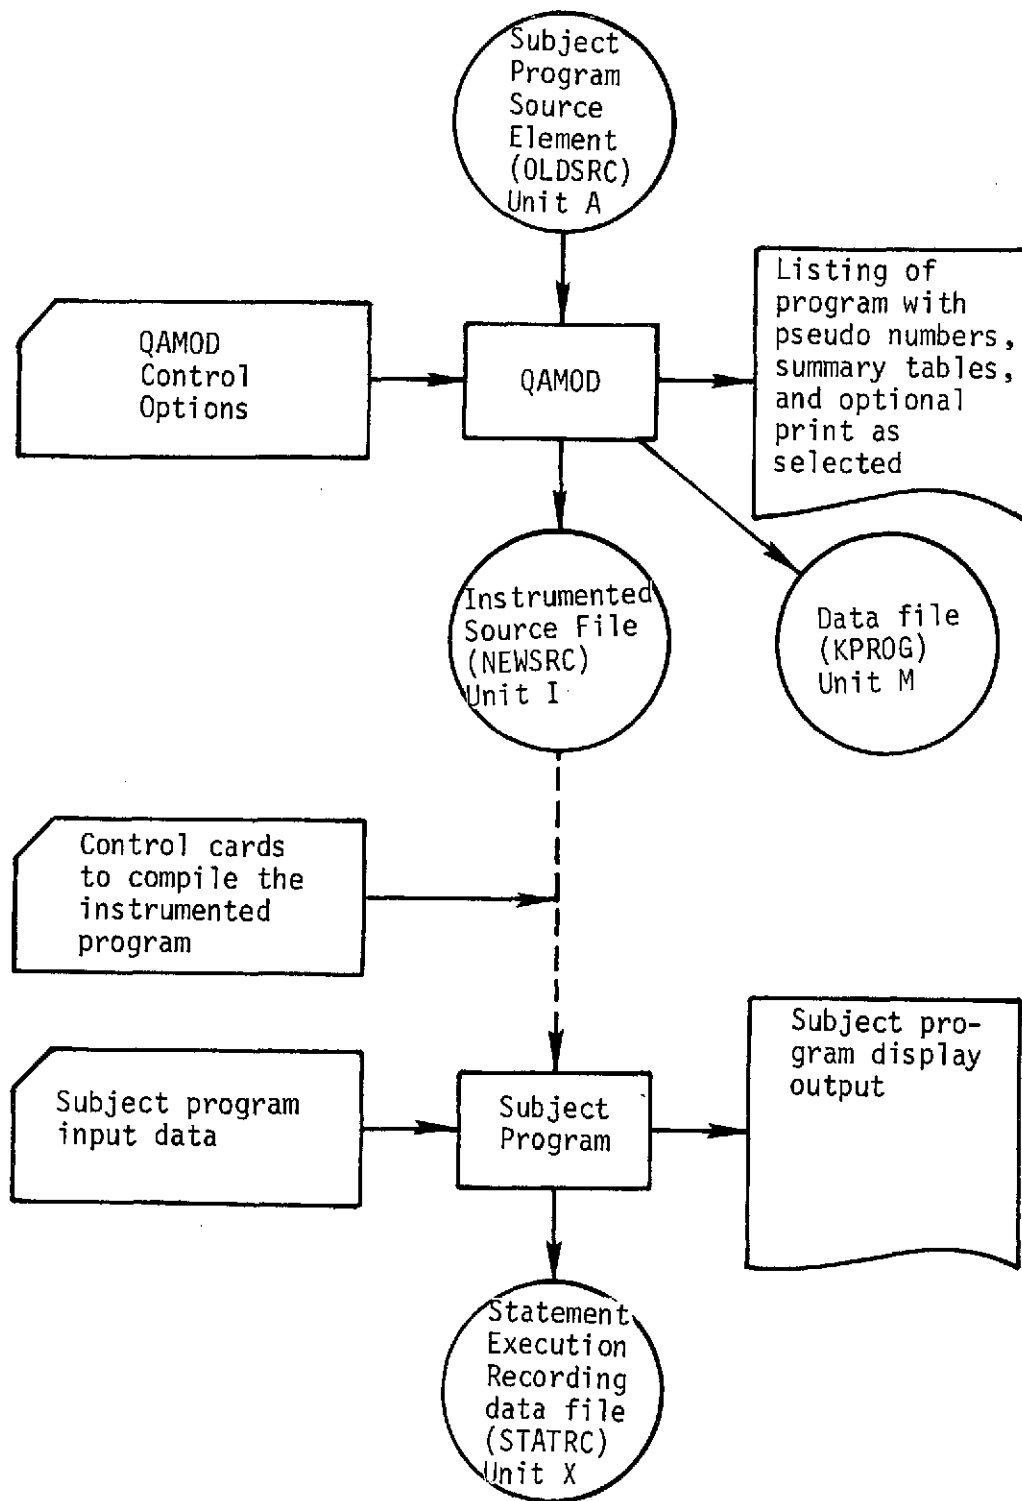 Subject
Program
Source
Element
(OLDSRC)
Unit A
QAMOD
Control
Options
QAMOD
Listing of
program with
pseudo numbers,
summary tables,
and optional
print as
selected
Instrumented
Source File
(NEWSRC)
Unit I
Data file
(KPROG)
Unit M
Control cards
to compile the
instrumented
program
Subject program
input data
Subject
Program
Subject pro-
gram display
output
Statement
Execution
Recording
data file
(STATRC)
Unit X